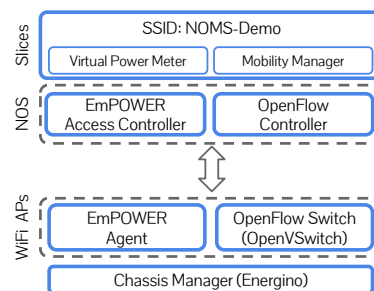 Slices
SSID: NOMS-Demo
Virtual Power Meter
Mobility Manager
NOS
EmPOWER
Access Controller
OpenFlow
Controller
WiFi APs
EmPOWER
Agent
OpenFlow Switch
(OpenVSwitch)
Chassis Manager (Energino)